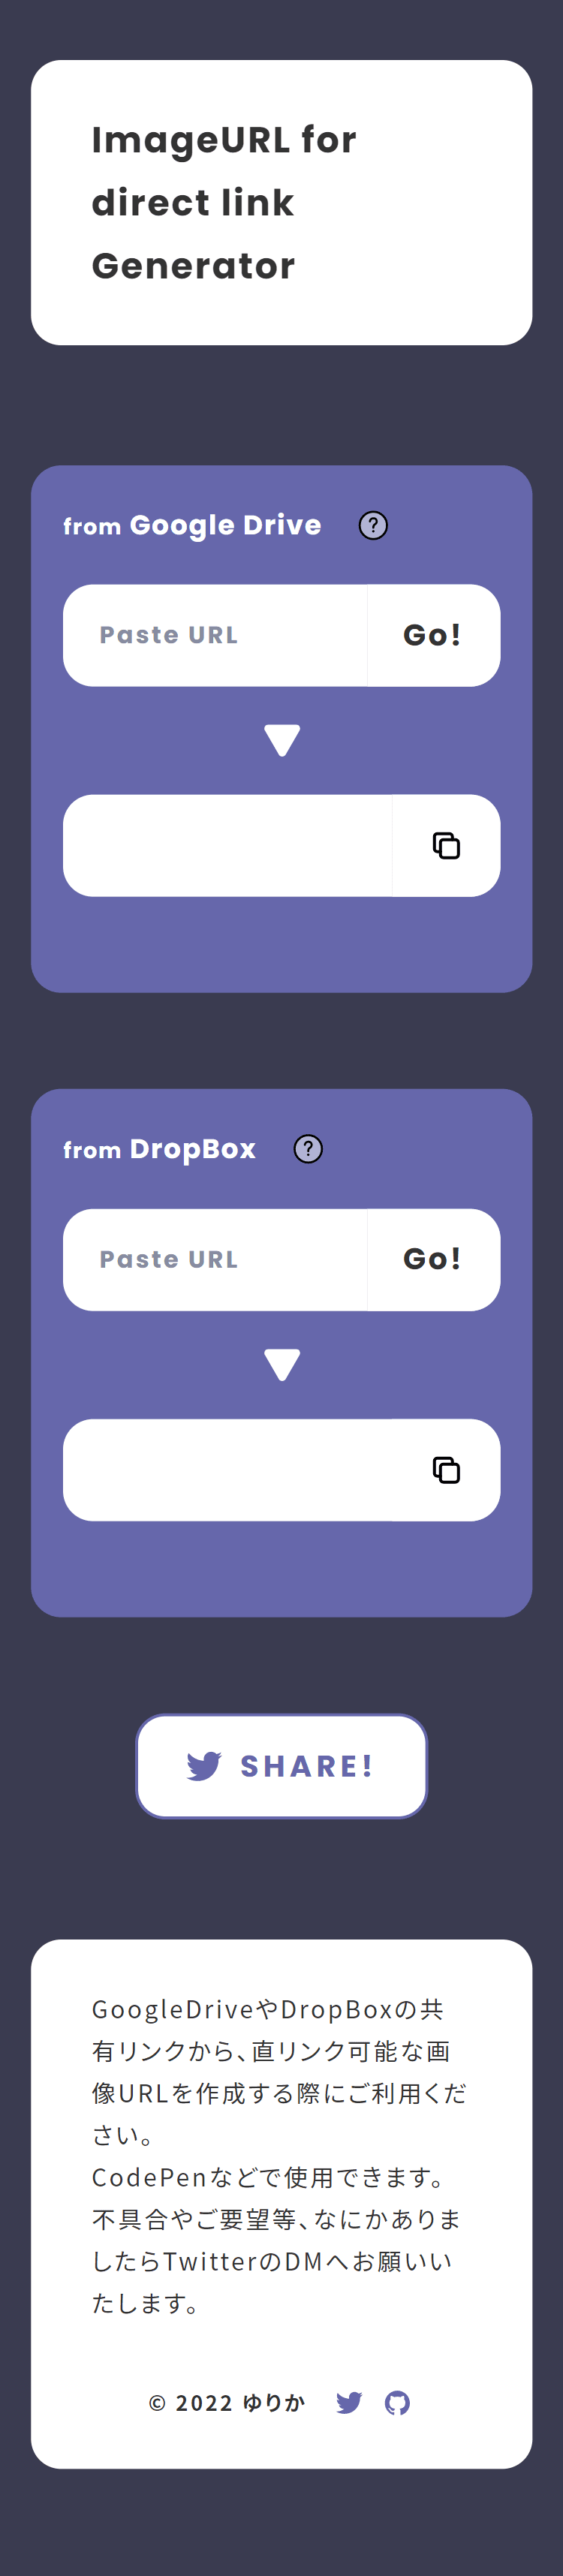 ImageURL for
direct link
Generator
from Google Drive ?
Paste URL Go!
from DropBox ?
Paste URL Go!
SHARE!
GoogleDriveやDropBoxの共
有リンクから、直リンク可能な画
像URLを作成する際にご利用くだ
さい。
CodePenなどで使用できます。
不具合やご要望等、なにかありま
したらTwitterのDMへお願いい
たします。
© 2022 ゆりか